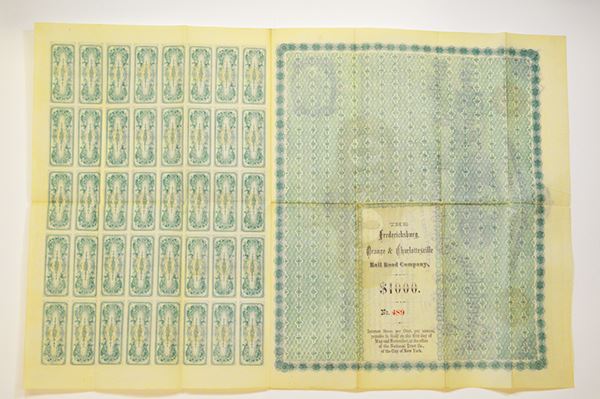 THE
Fredericksburg,
Orange & Charlottesville
Rail Road Company,
$1000.
No. 489
Interest Seven per Cent. per annum,
payable in Gold on the first day of
May and November, at the office
of the National Trust Co.,
of the City of New York.